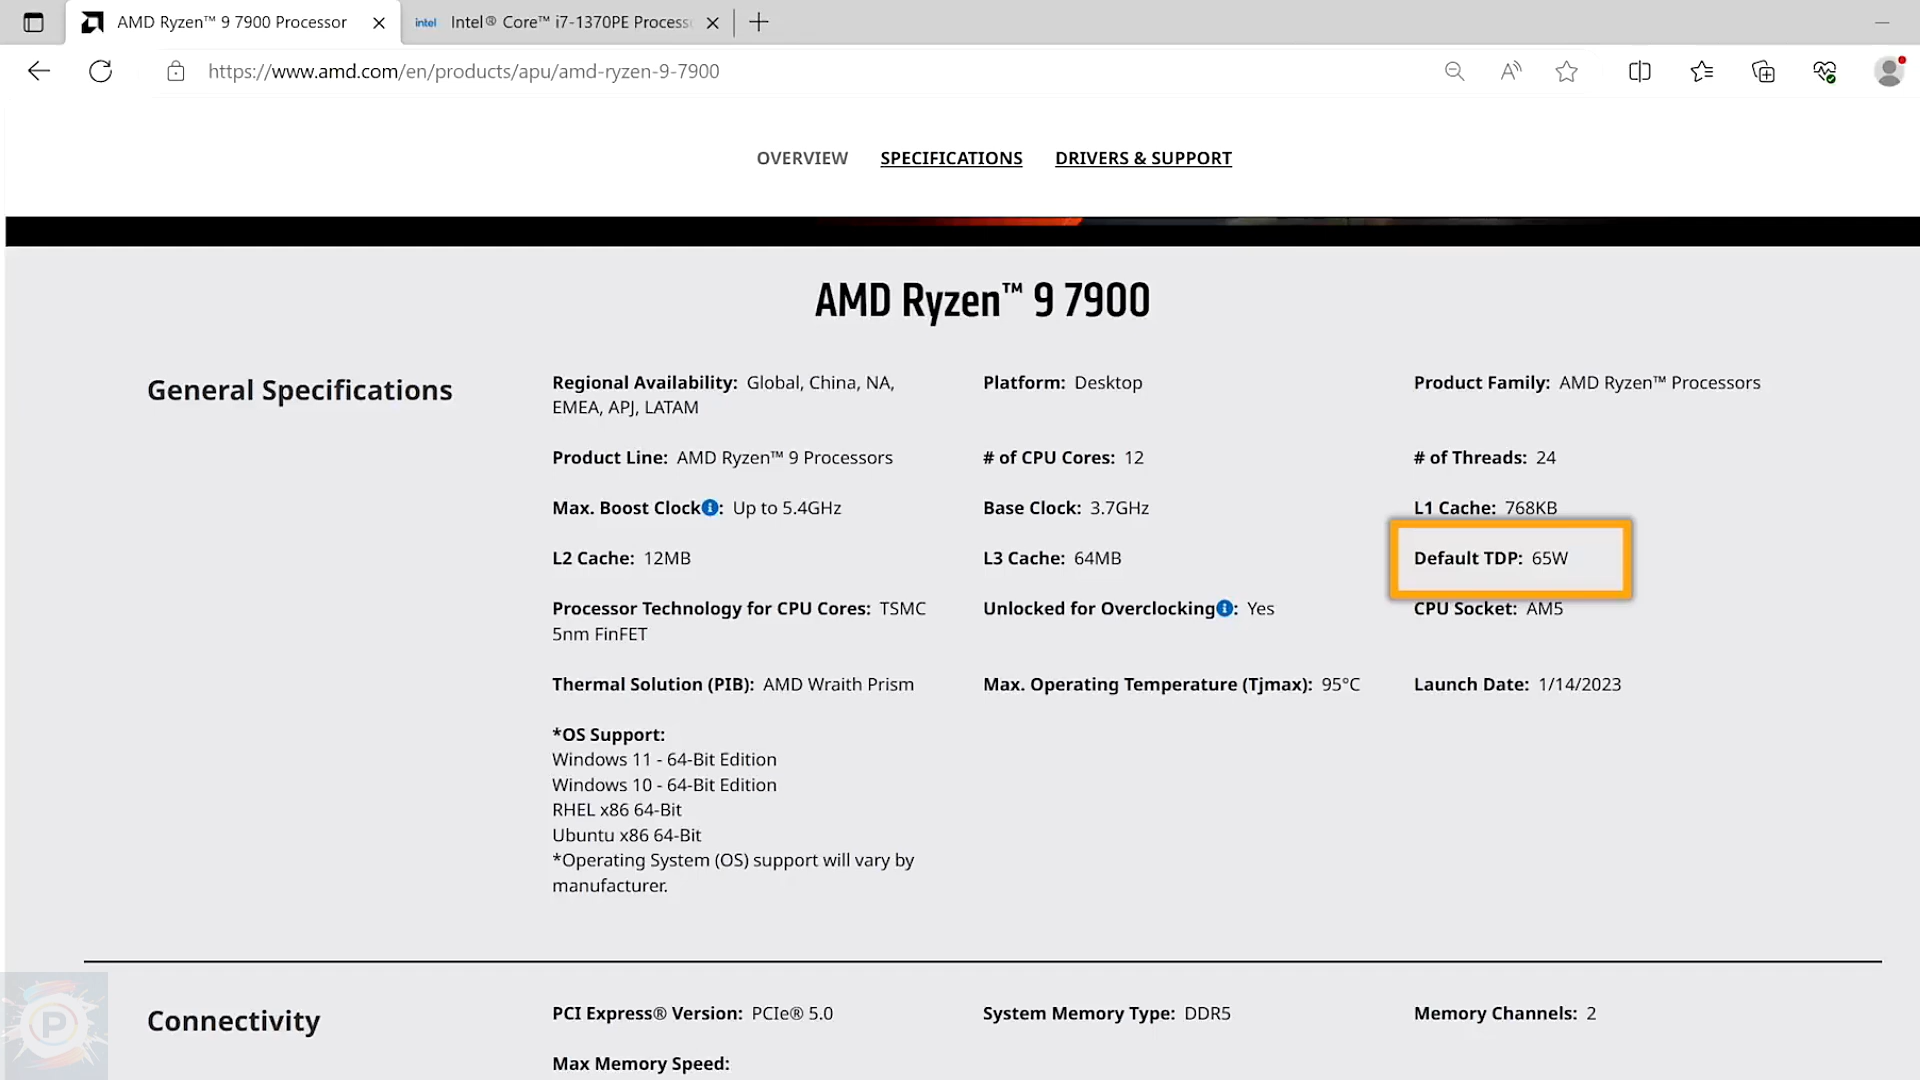 AMD Ryzen™ 9 7900 Processor
intel Intel® Core™ i7-1370PE Process
https://www.amd.com/en/products/apu/amd-ryzen-9-7900
OVERVIEW SPECIFICATIONS DRIVERS & SUPPORT
AMD Ryzen™ 9 7900
General Specifications
Regional Availability: Global, China, NA,
EMEA, APJ, LATAM
Platform: Desktop
Product Family: AMD Ryzen™ Processors
Product Line: AMD Ryzen™ 9 Processors
# of CPU Cores: 12
# of Threads: 24
Max. Boost Clock: Up to 5.4GHz
Base Clock: 3.7GHz
L1 Cache: 768KB
L2 Cache: 12MB
L3 Cache: 64MB
Default TDP: 65W
Processor Technology for CPU Cores: TSMC
5nm FinFET
Unlocked for Overclocking: Yes
CPU Socket: AM5
Thermal Solution (PIB): AMD Wraith Prism
Max. Operating Temperature (Tjmax): 95°C
Launch Date: 1/14/2023
*OS Support:
Windows 11 - 64-Bit Edition
Windows 10 - 64-Bit Edition
RHEL x86 64-Bit
Ubuntu x86 64-Bit
*Operating System (OS) support will vary by
manufacturer.
Connectivity
PCI Express® Version: PCIe® 5.0
System Memory Type: DDR5
Memory Channels: 2
Max Memory Speed:
P